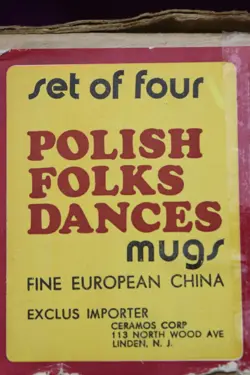 set of four
POLISH
FOLKS
DANCES
mugs
FINE EUROPEAN CHINA
EXCLUS IMPORTER
CERAMOS CORP
113 NORTH WOOD AVE
LINDEN, N. J.